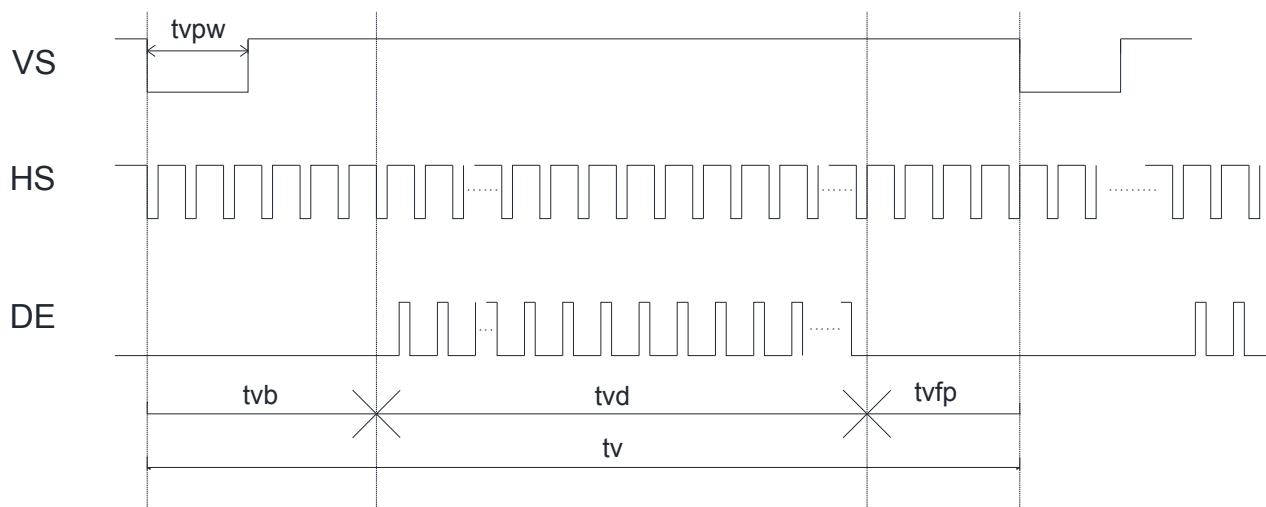 tvpw
VS
HS
...... ...... .........
DE
... ......
tvb tvd tvfp
tv